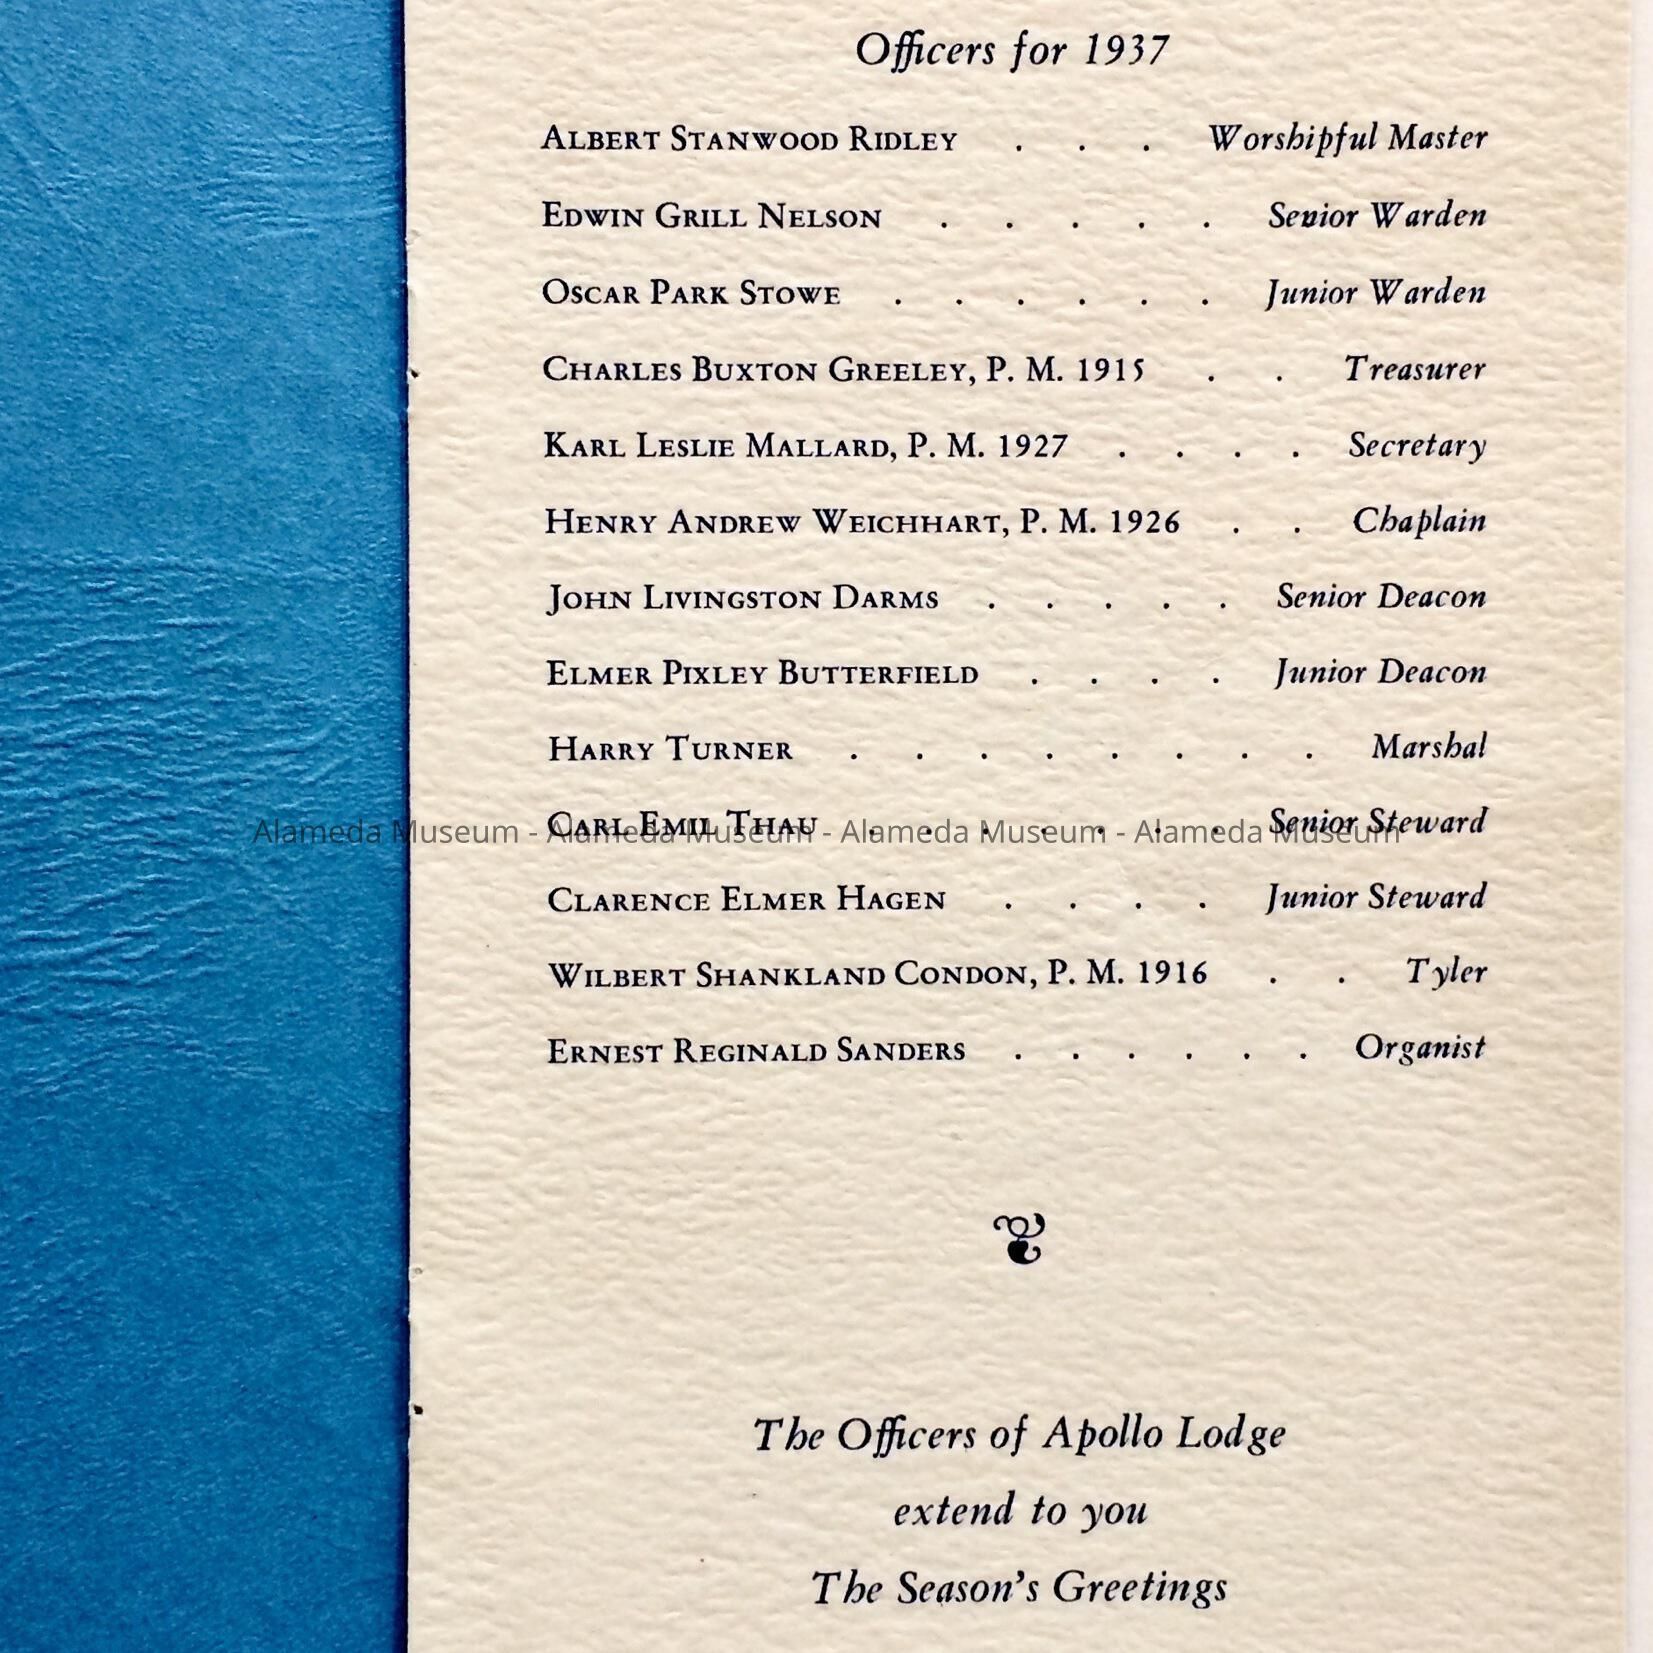 Officers for 1937
ALBERT STANWOOD RIDLEY . . . Worshipful Master
EDWIN GRILL NELSON . . . . . Senior Warden
OSCAR PARK STOWE . . . . . . Junior Warden
CHARLES BUXTON GREELEY, P. M. 1915 . . Treasurer
KARL LESLIE MALLARD, P. M. 1927 . . . . Secretary
HENRY ANDREW WEICHHART, P. M. 1926 . . Chaplain
JOHN LIVINGSTON DARMS . . . . . Senior Deacon
ELMER PIXLEY BUTTERFIELD . . . . Junior Deacon
HARRY TURNER . . . . . . . . Marshal
CARL EMIL THAU . . . . . . . Senior Steward
Alameda Museum - Alameda Museum - Alameda Museum - Alameda Museum
CLARENCE ELMER HAGEN . . . . Junior Steward
WILBERT SHANKLAND CONDON, P. M. 1916 . . Tyler
ERNEST REGINALD SANDERS . . . . . . Organist
The Officers of Apollo Lodge
extend to you
The Season's Greetings